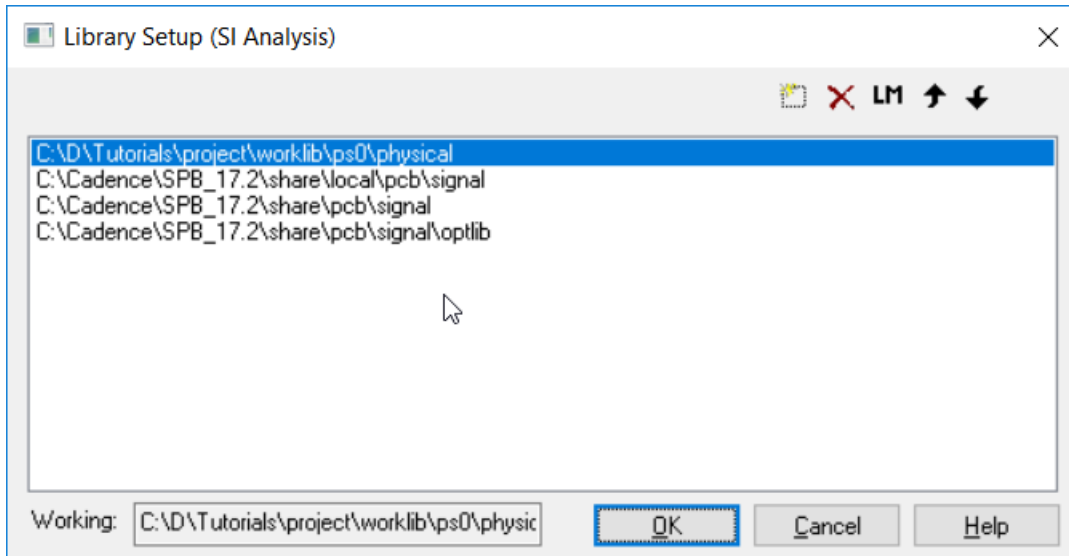 Library Setup (SI Analysis)
LM
C:\D\Tutorials\project\worklib\ps0\physical
C:\Cadence\SPB_17.2\share\local\pcb\signal
C:\Cadence\SPB_17.2\share\pcb\signal
C:\Cadence\SPB_17.2\share\pcb\signal\optlib
Working: C:\D\Tutorials\project\worklib\ps0\physic OK Cancel Help